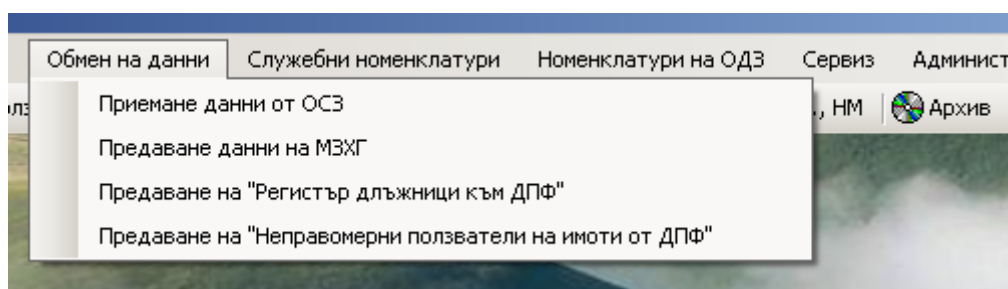 Обмен на данни Служебни номенклатури Номенклатури на ОДЗ Сервиз
Приемане данни от ОСЗ НМ Архив
Предаване данни на МЗХГ
Предаване на "Регистър длъжници към ДПФ"
Предаване на "Неправомерни ползватели на имоти от ДПФ"